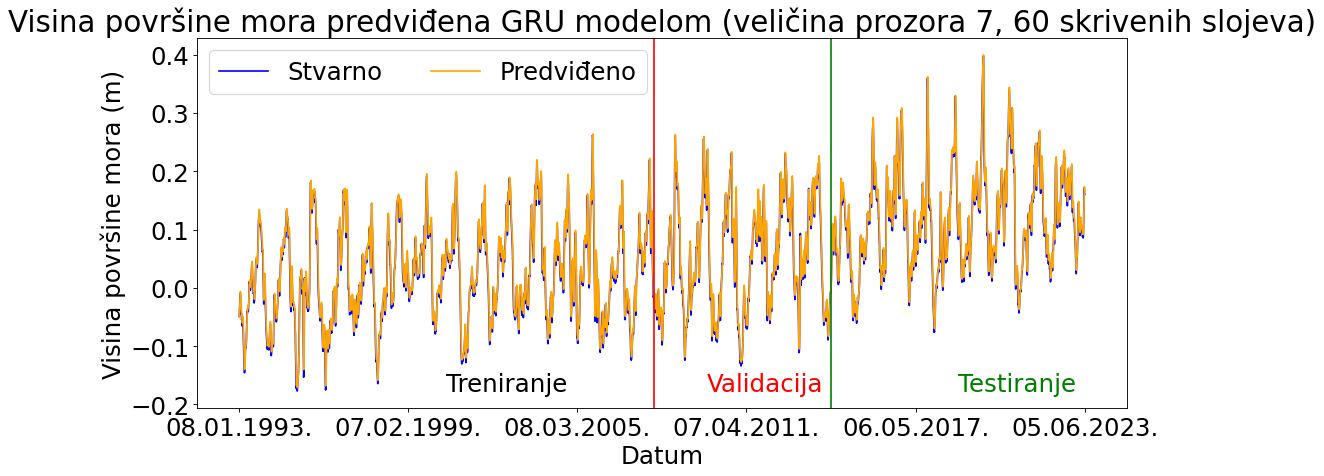 Visina površine mora predviđena GRU modelom (veličina prozora 7, 60 skrivenih slojeva)
Stvarno Predviđeno
Visina površine mora (m)
0.4
0.3
0.2
0.1
0.0
−0.1
−0.2
Treniranje Validacija Testiranje
08.01.1993. 07.02.1999. 08.03.2005. 07.04.2011. 06.05.2017. 05.06.2023.
Datum